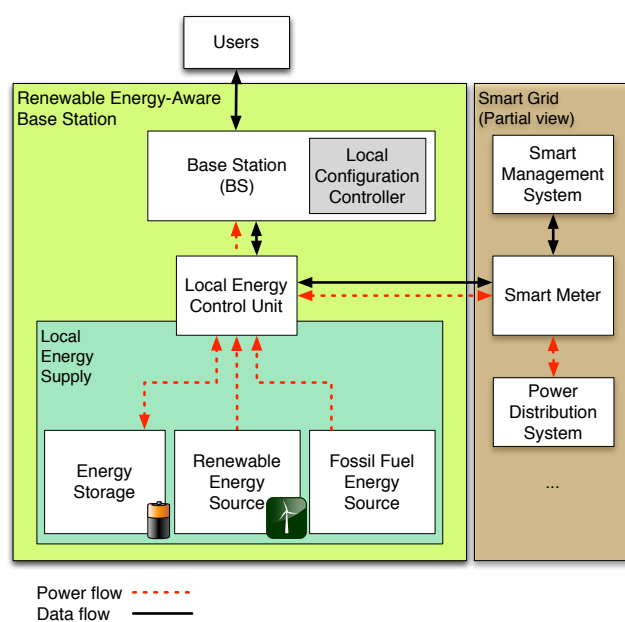 Users
Renewable Energy-Aware
Base Station
Smart Grid
(Partial view)
Base Station
(BS)
Local
Configuration
Controller
Smart
Management
System
Local Energy
Control Unit
Smart Meter
Local
Energy
Supply
Power
Distribution
System
Energy
Storage
Renewable
Energy
Source
Fossil Fuel
Energy
Source
...
Power flow
Data flow